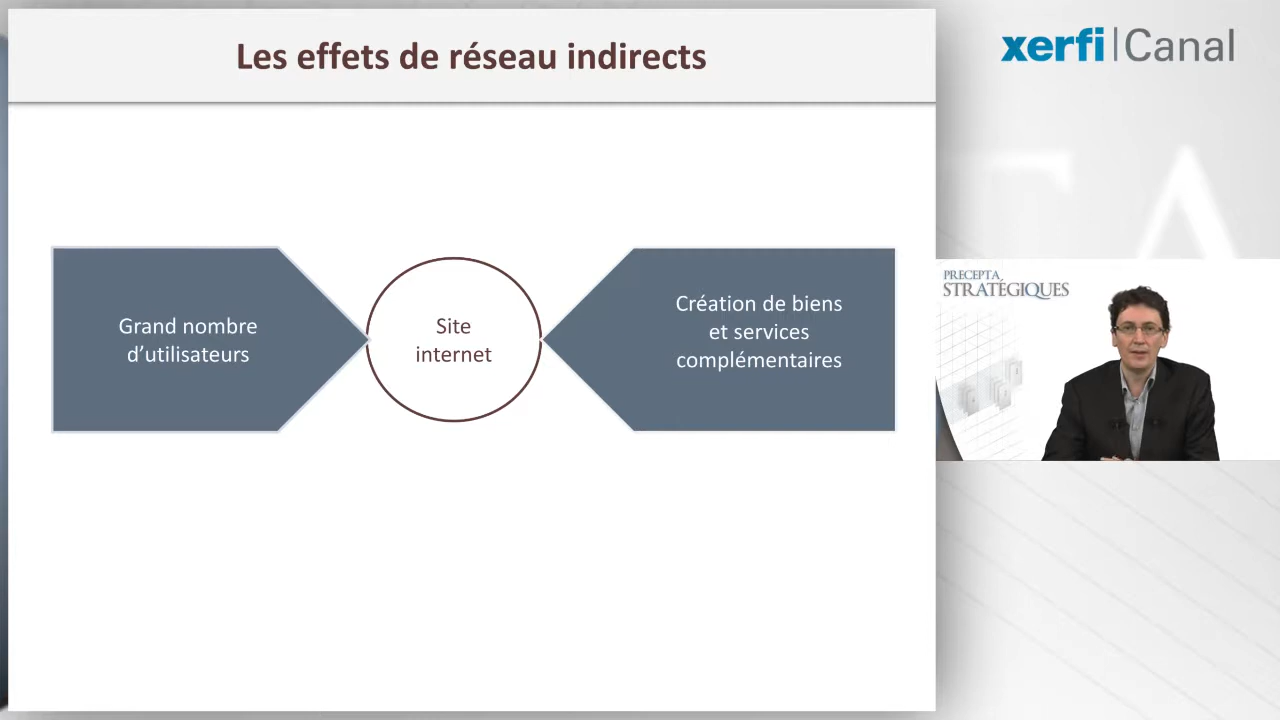 Les effets de réseau indirects
xerfi Canal
Grand nombre
d’utilisateurs
Site
internet
Création de biens
et services
complémentaires
PRECEPTA
STRATÉGIQUES